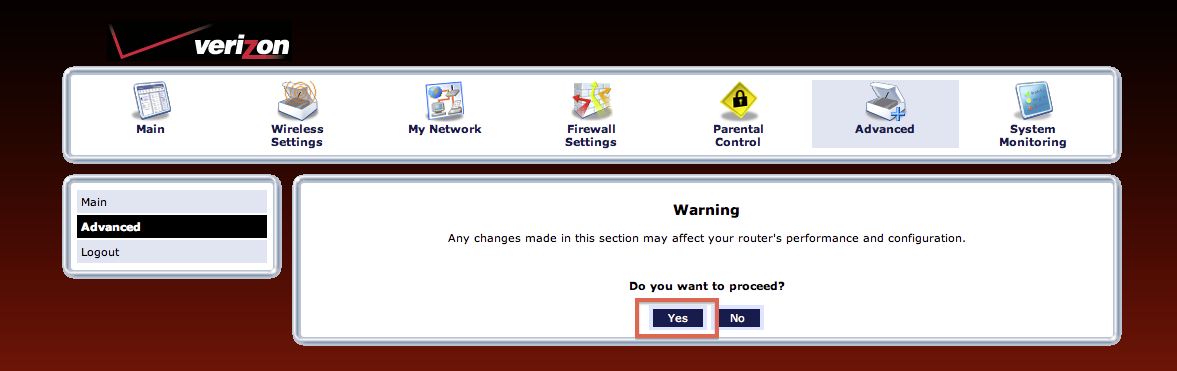 verizon
Main
Wireless
Settings
My Network
Firewall
Settings
Parental
Control
Advanced
System
Monitoring
Main
Advanced
Logout
Warning
Any changes made in this section may affect your router's performance and configuration.
Do you want to proceed?
Yes No